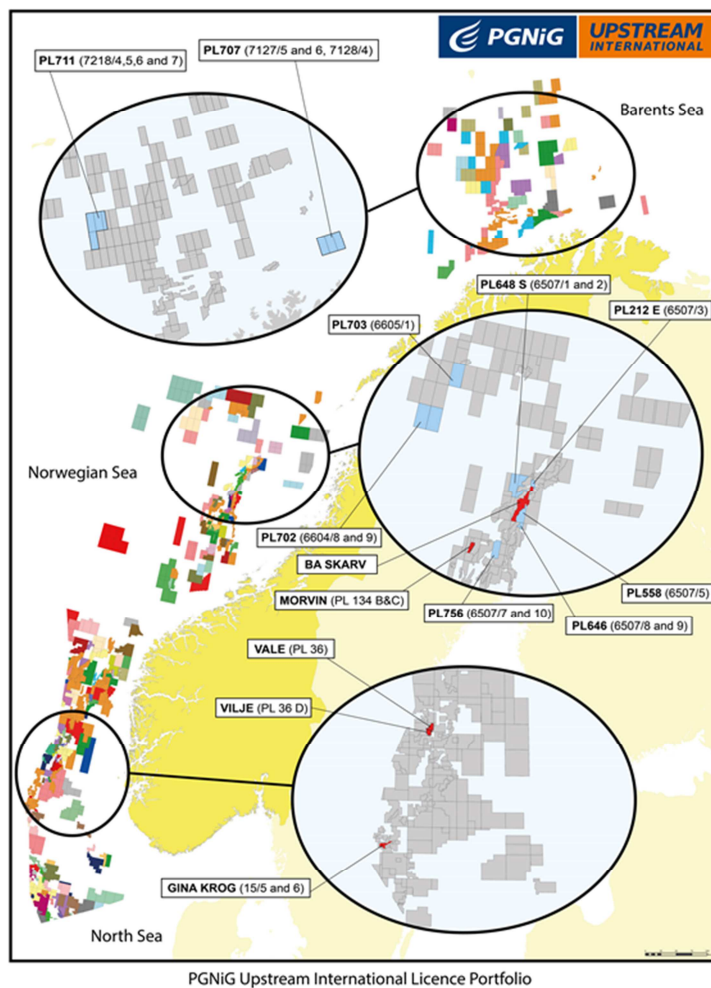 PGNiG
UPSTREAM
INTERNATIONAL
PL711 (7218/4,5,6 and 7)
PL707 (7127/5 and 6, 7128/4)
Barents Sea
PL648 S (6507/1 and 2)
PL212 E (6507/3)
PL703 (6605/1)
Norwegian Sea
PL702 (6604/8 and 9)
BA SKARV
MORVIN (PL 134 B&C)
PL558 (6507/5)
PL756 (6507/7 and 10)
PL646 (6507/8 and 9)
VALE (PL 36)
VILJE (PL 36 D)
GINA KROG (15/5 and 6)
North Sea
PGNiG Upstream International Licence Portfolio